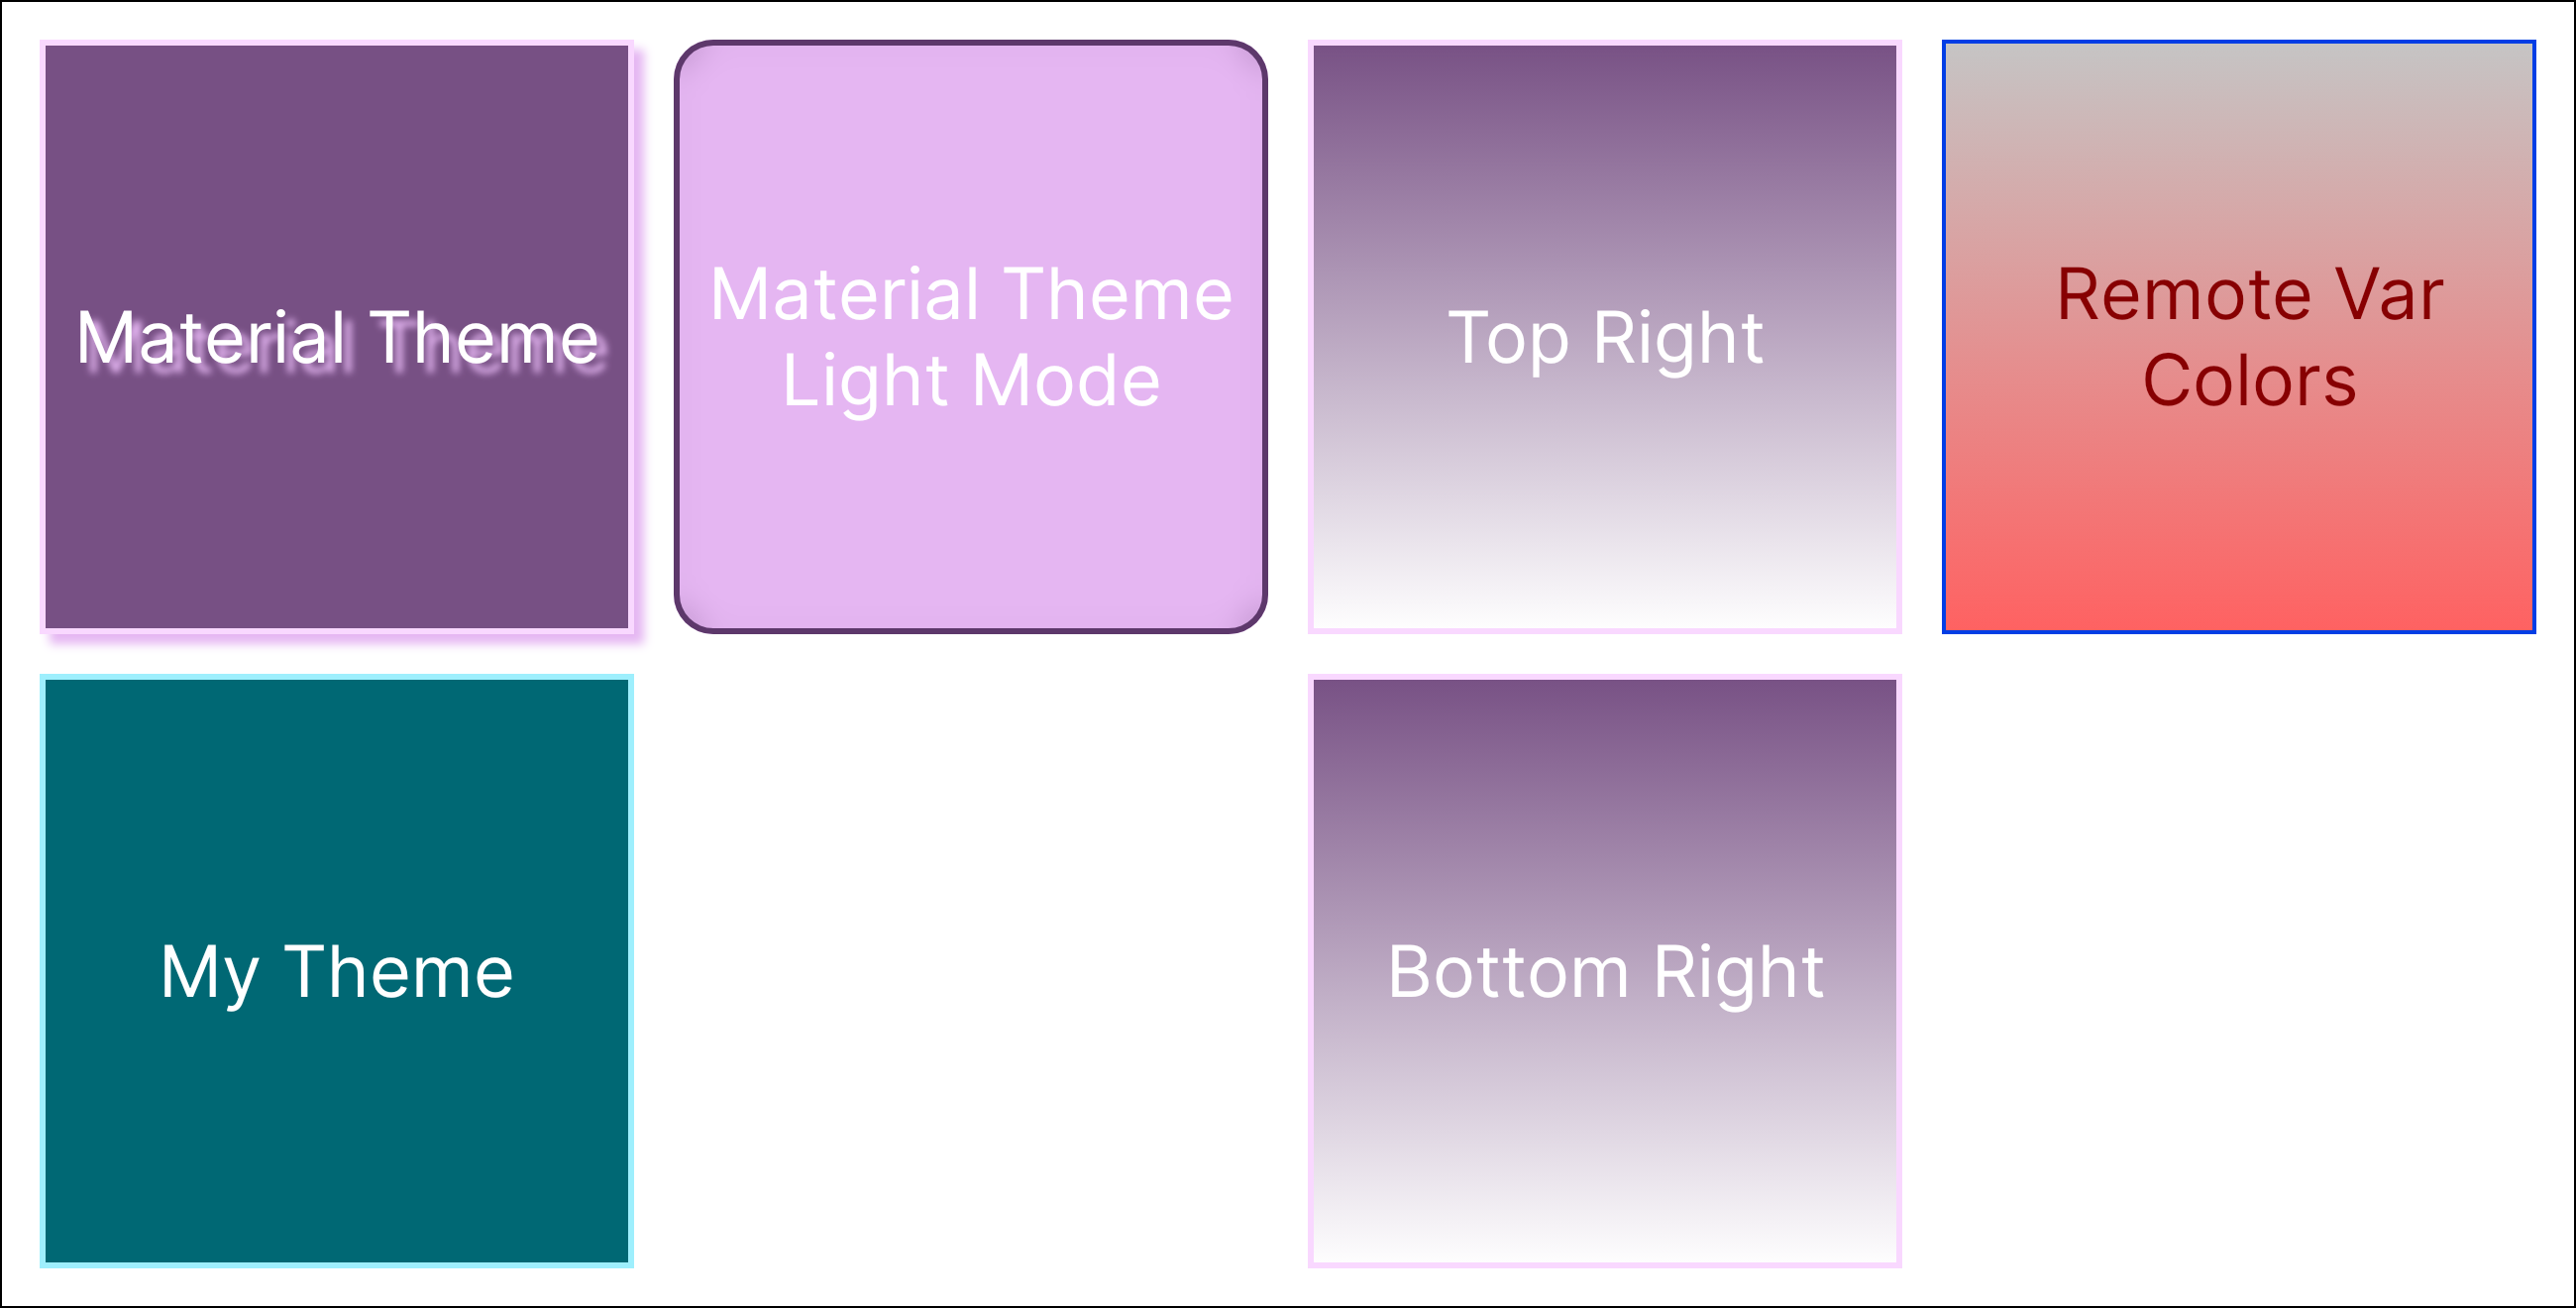 Material Theme
Material Theme
Light Mode
Top Right
Remote Var
Colors
My Theme
Bottom Right